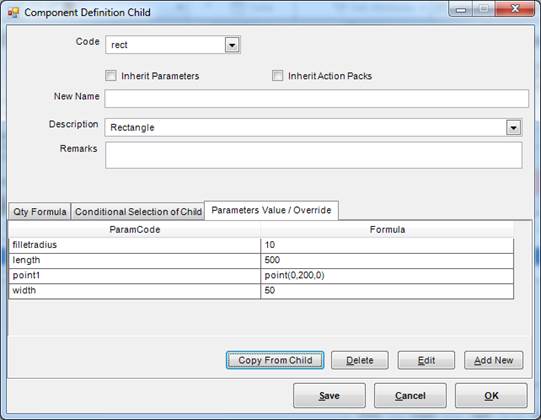 Component Definition Child
Code rect
Inherit Parameters Inherit Action Packs
New Name
Description Rectangle
Remarks
Qty Formula Conditional Selection of Child Parameters Value / Override
ParamCode Formula
filletradius 10
length 500
point1 point(0,200,0)
width 50
Copy From Child Delete Edit Add New
Save Cancel OK